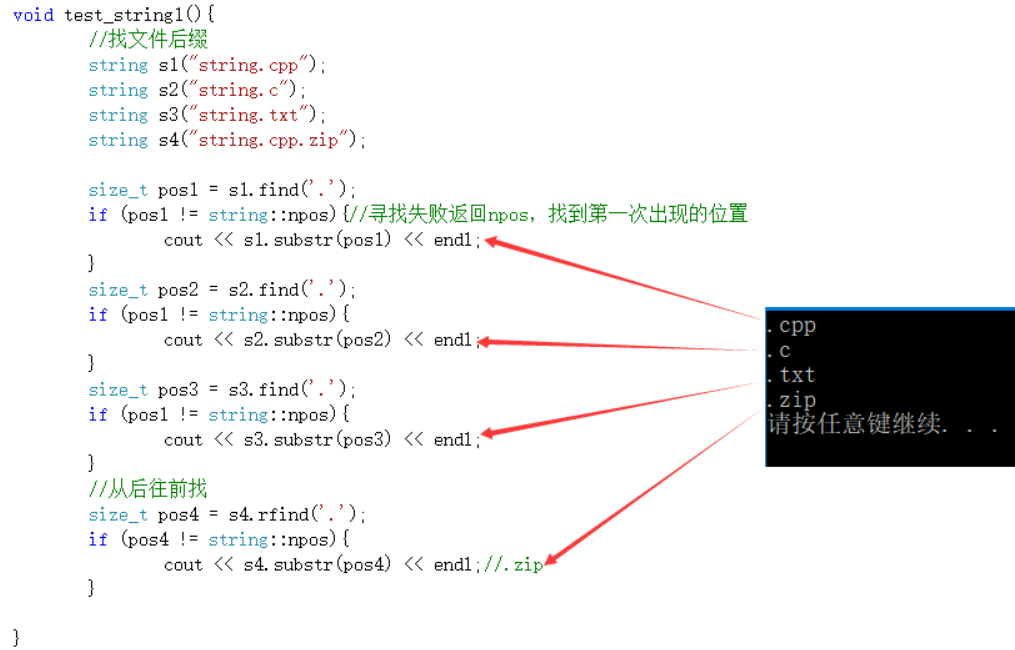 void test_string1(){
//找文件后缀
string s1("string.cpp");
string s2("string.c");
string s3("string.txt");
string s4("string.cpp.zip");
size_t pos1 = s1.find('.');
if (pos1 != string::npos){//寻找失败返回npos，找到第一次出现的位置
cout << s1.substr(pos1) << endl;
}
size_t pos2 = s2.find('.');
if (pos1 != string::npos){
cout << s2.substr(pos2) << endl;
}
size_t pos3 = s3.find('.');
if (pos1 != string::npos){
cout << s3.substr(pos3) << endl;
}
//从后往前找
size_t pos4 = s4.rfind('.');
if (pos4 != string::npos){
cout << s4.substr(pos4) << endl;//.zip
}
}
.cpp
.c
.txt
.zip
请按任意键继续. . .